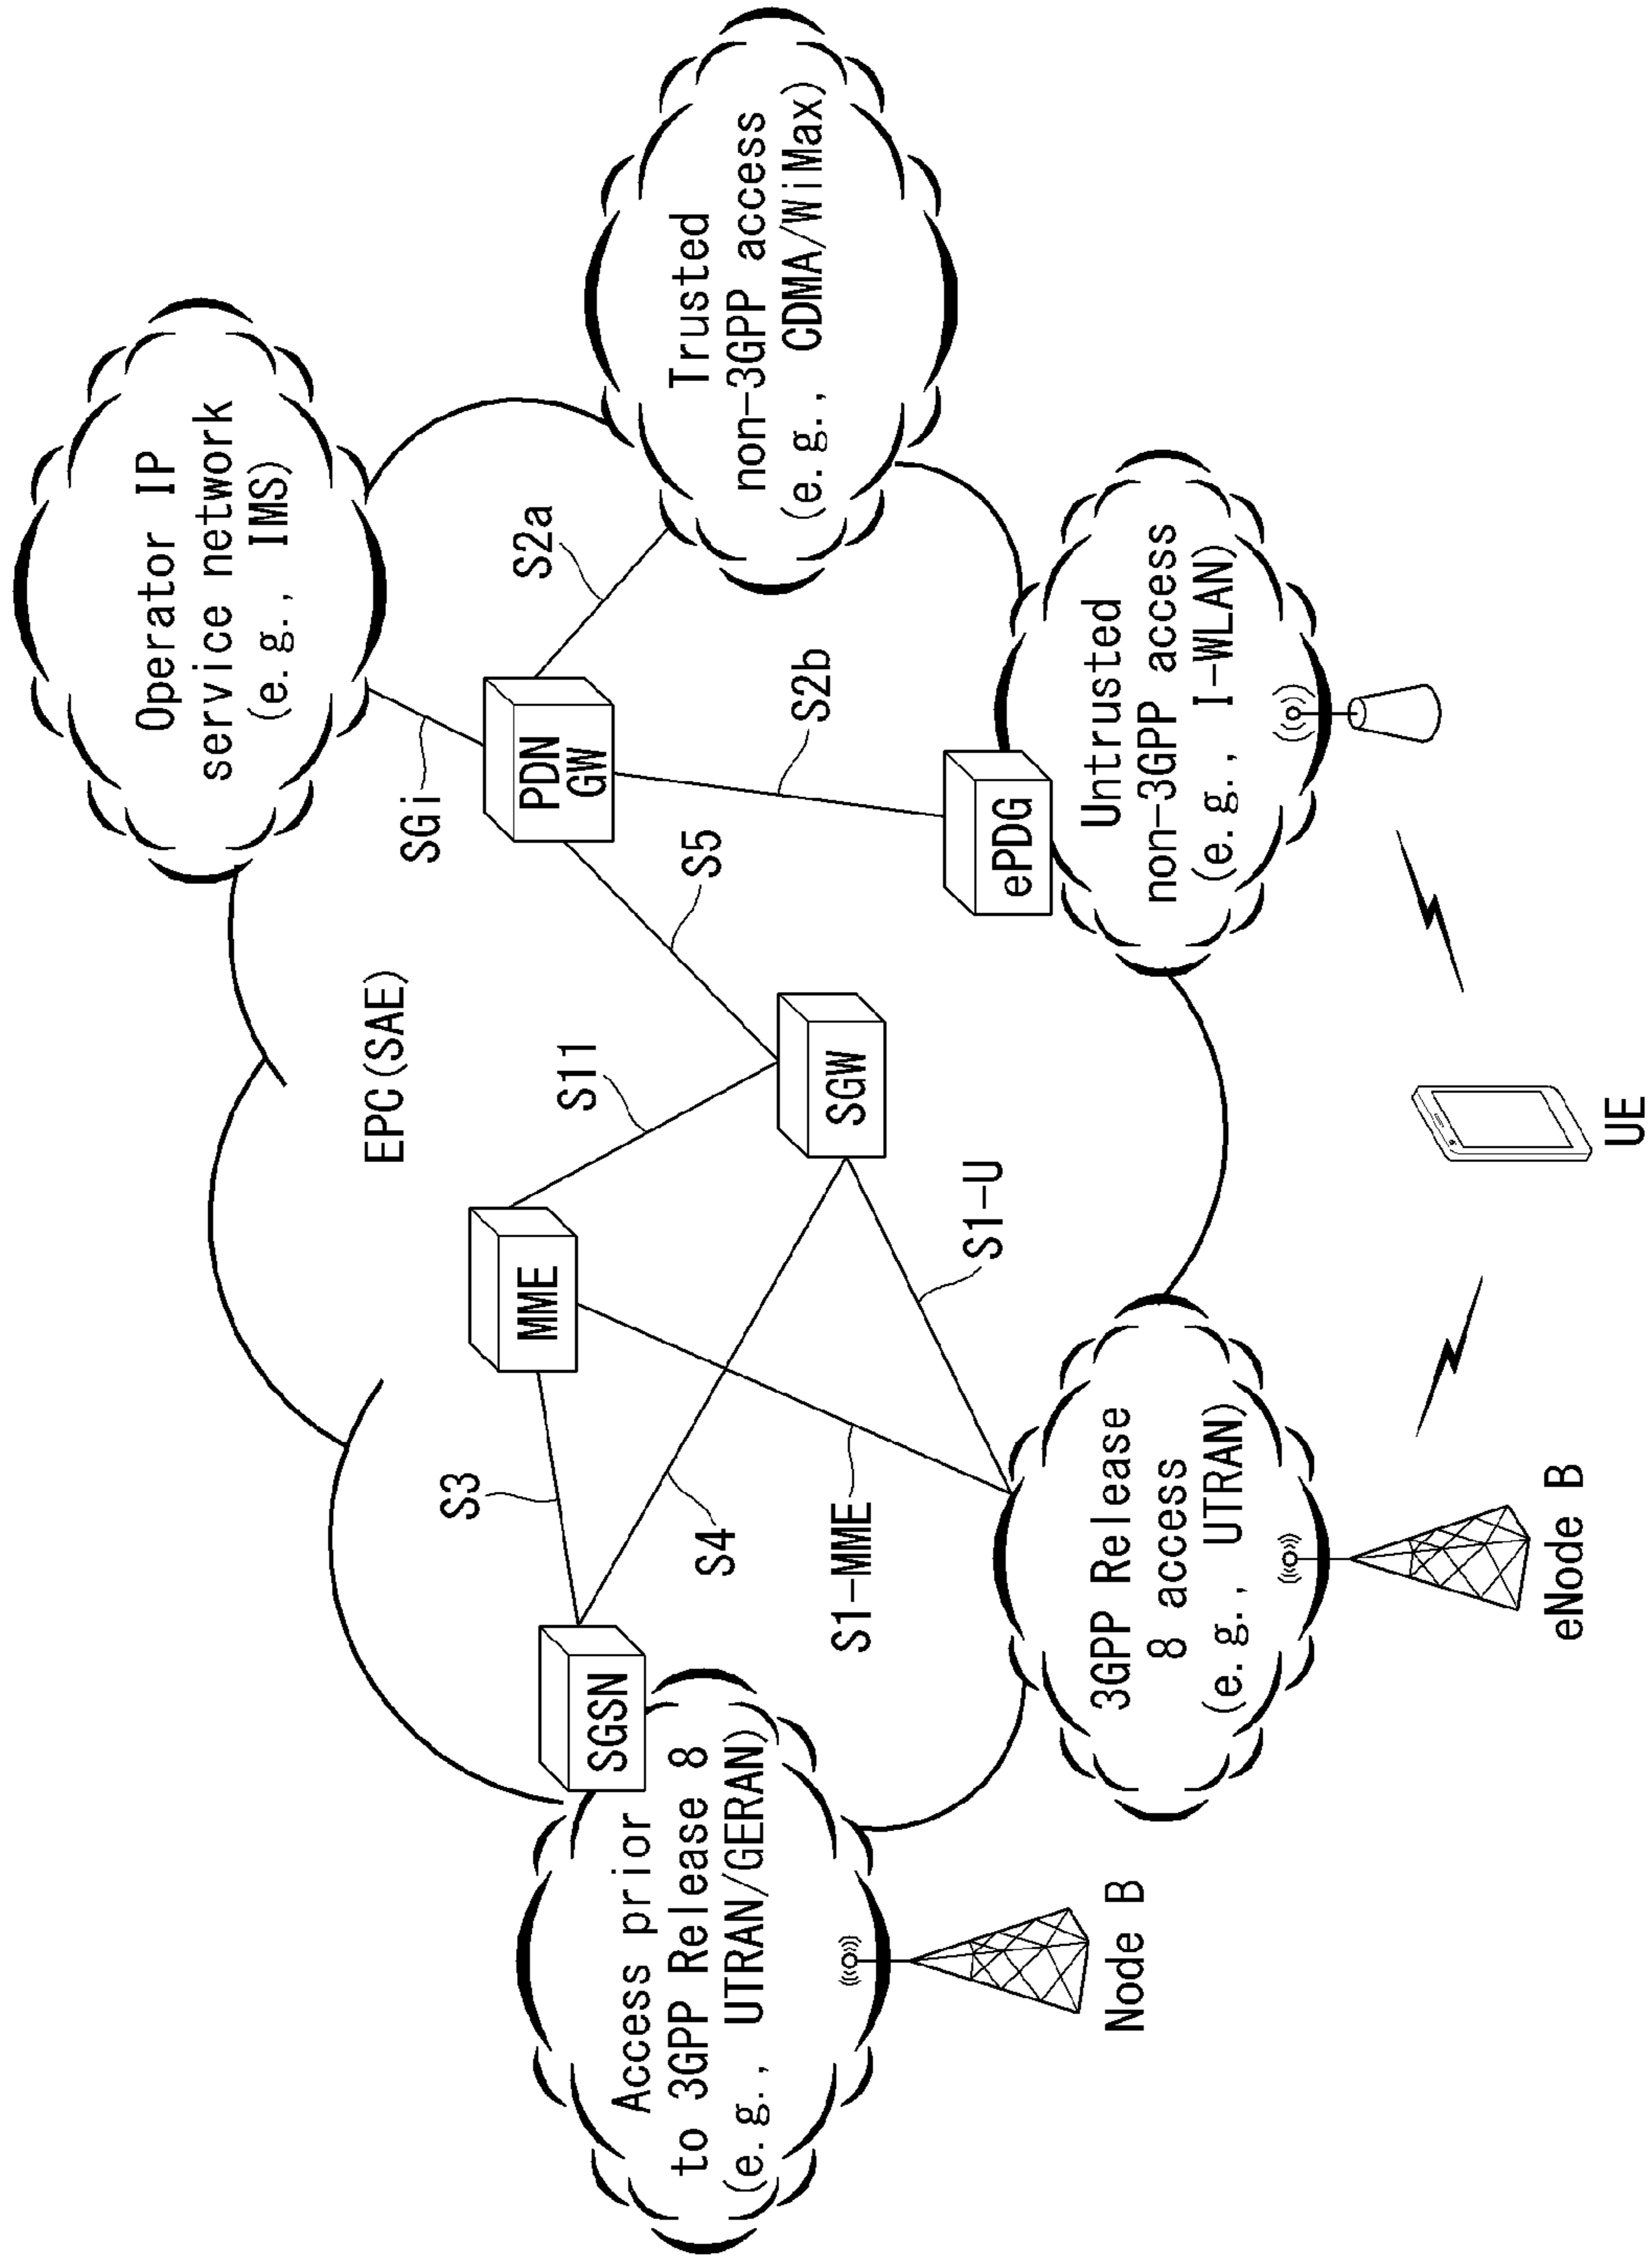 Operator IP
service network
(e.g., IMS)
EPC(SAE)
SGi
S2a
Trusted
non-3GPP access
(e.g., CDMA/WiMax)
PDN
GW
S2b
S5
S11
MME
SGW
S3
SGSN
S4
S1-MME
S1-U
ePDG
Untrusted
non-3GPP access
(e.g., I-WLAN)
Access prior
to 3GPP Release 8
(e.g., UTRAN/GERAN)
3GPP Release
8 access
(e.g., UTRAN)
Node B
eNode B
UE